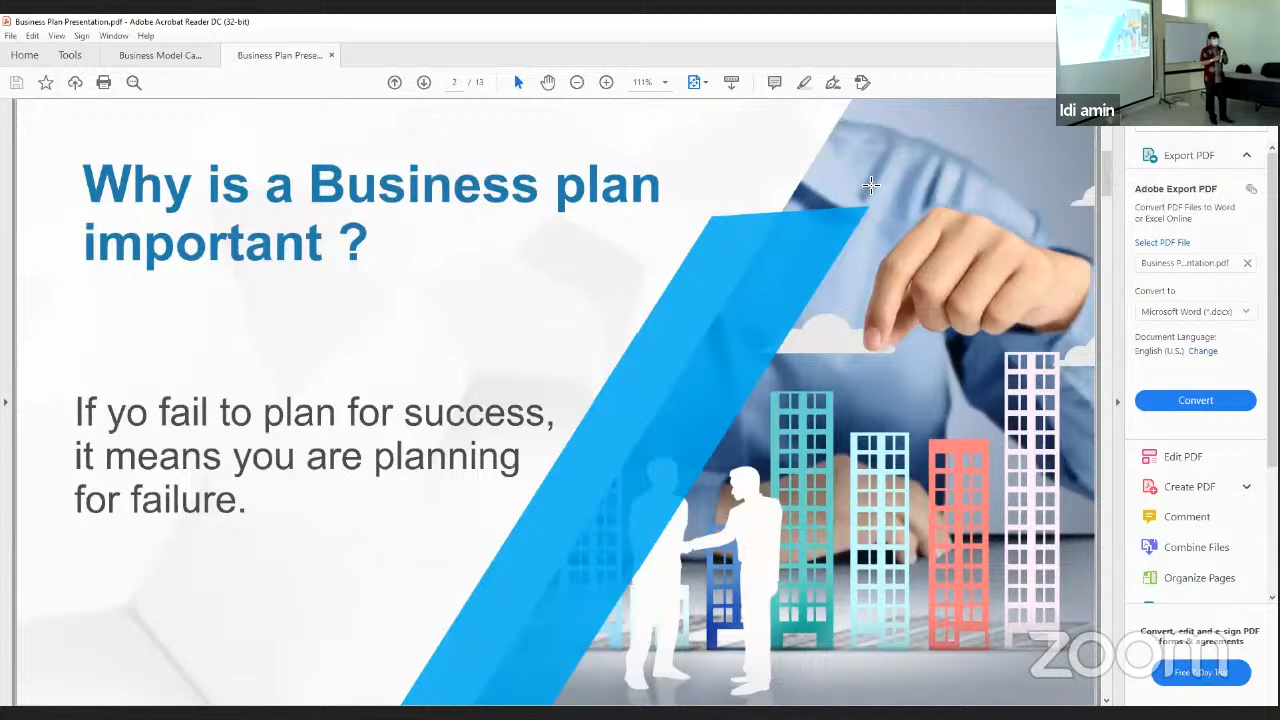 Business Plan Presentation.pdf - Adobe Acrobat Reader DC (32-bit)
File Edit View Sign Window Help
Home Tools Business Model Ca... Business Plan Prese... ×
2 / 13 111%
Idi amin
Why is a Business plan
important ?
If yo fail to plan for success,
it means you are planning
for failure.
Export PDF
Adobe Export PDF
Convert PDF Files to Word
or Excel Online
Select PDF File
Business P...ntation.pdf
Convert to
Microsoft Word (*.docx)
Document Language:
English (U.S.) Change
Convert
Edit PDF
Create PDF
Comment
Combine Files
Organize Pages
Convert, edit and e-sign PDF
forms & agreements
Free 7-Day Trial
zoom